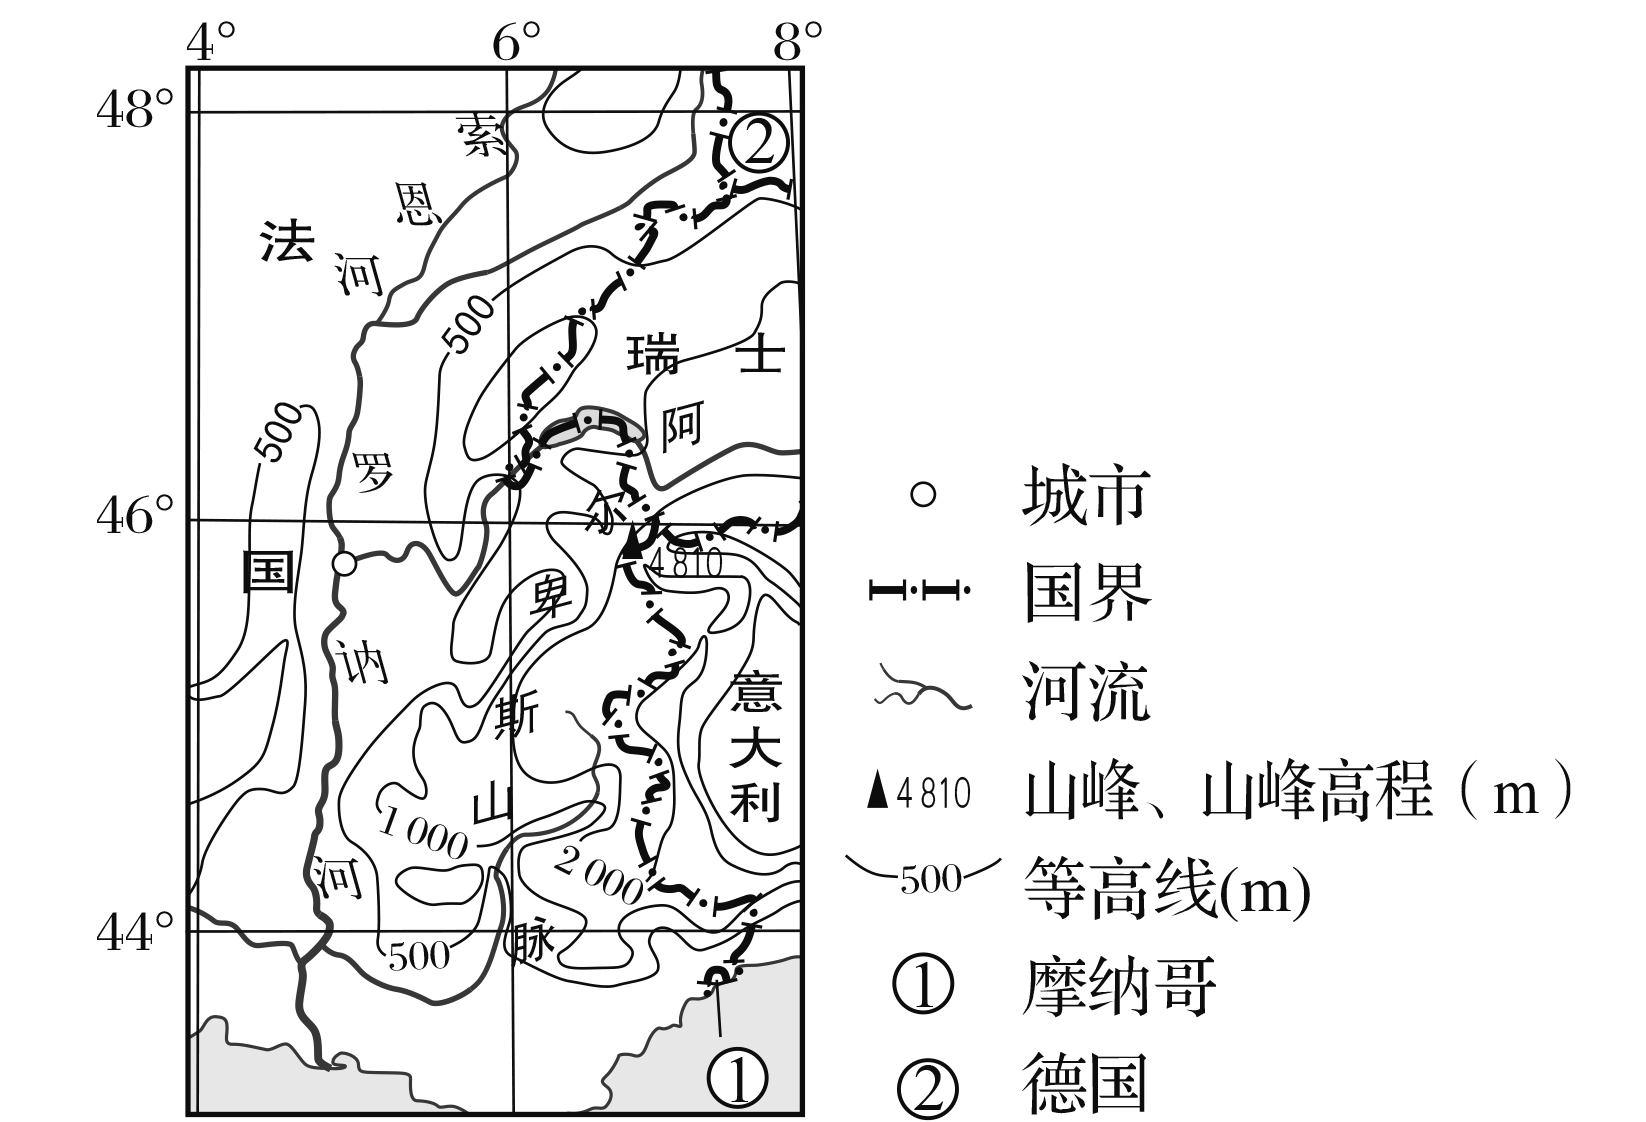 4° 6° 8°
48°
46°
44°
索
恩
河
法
国
②
500
瑞 士
500
阿
罗
尔
4 810
卑
讷
斯
意
大
利
山
1 000
2 000
河
脉
500
①
城市
国界
河流
4 810 山峰、山峰高程（m）
500 等高线(m)
① 摩纳哥
② 德国